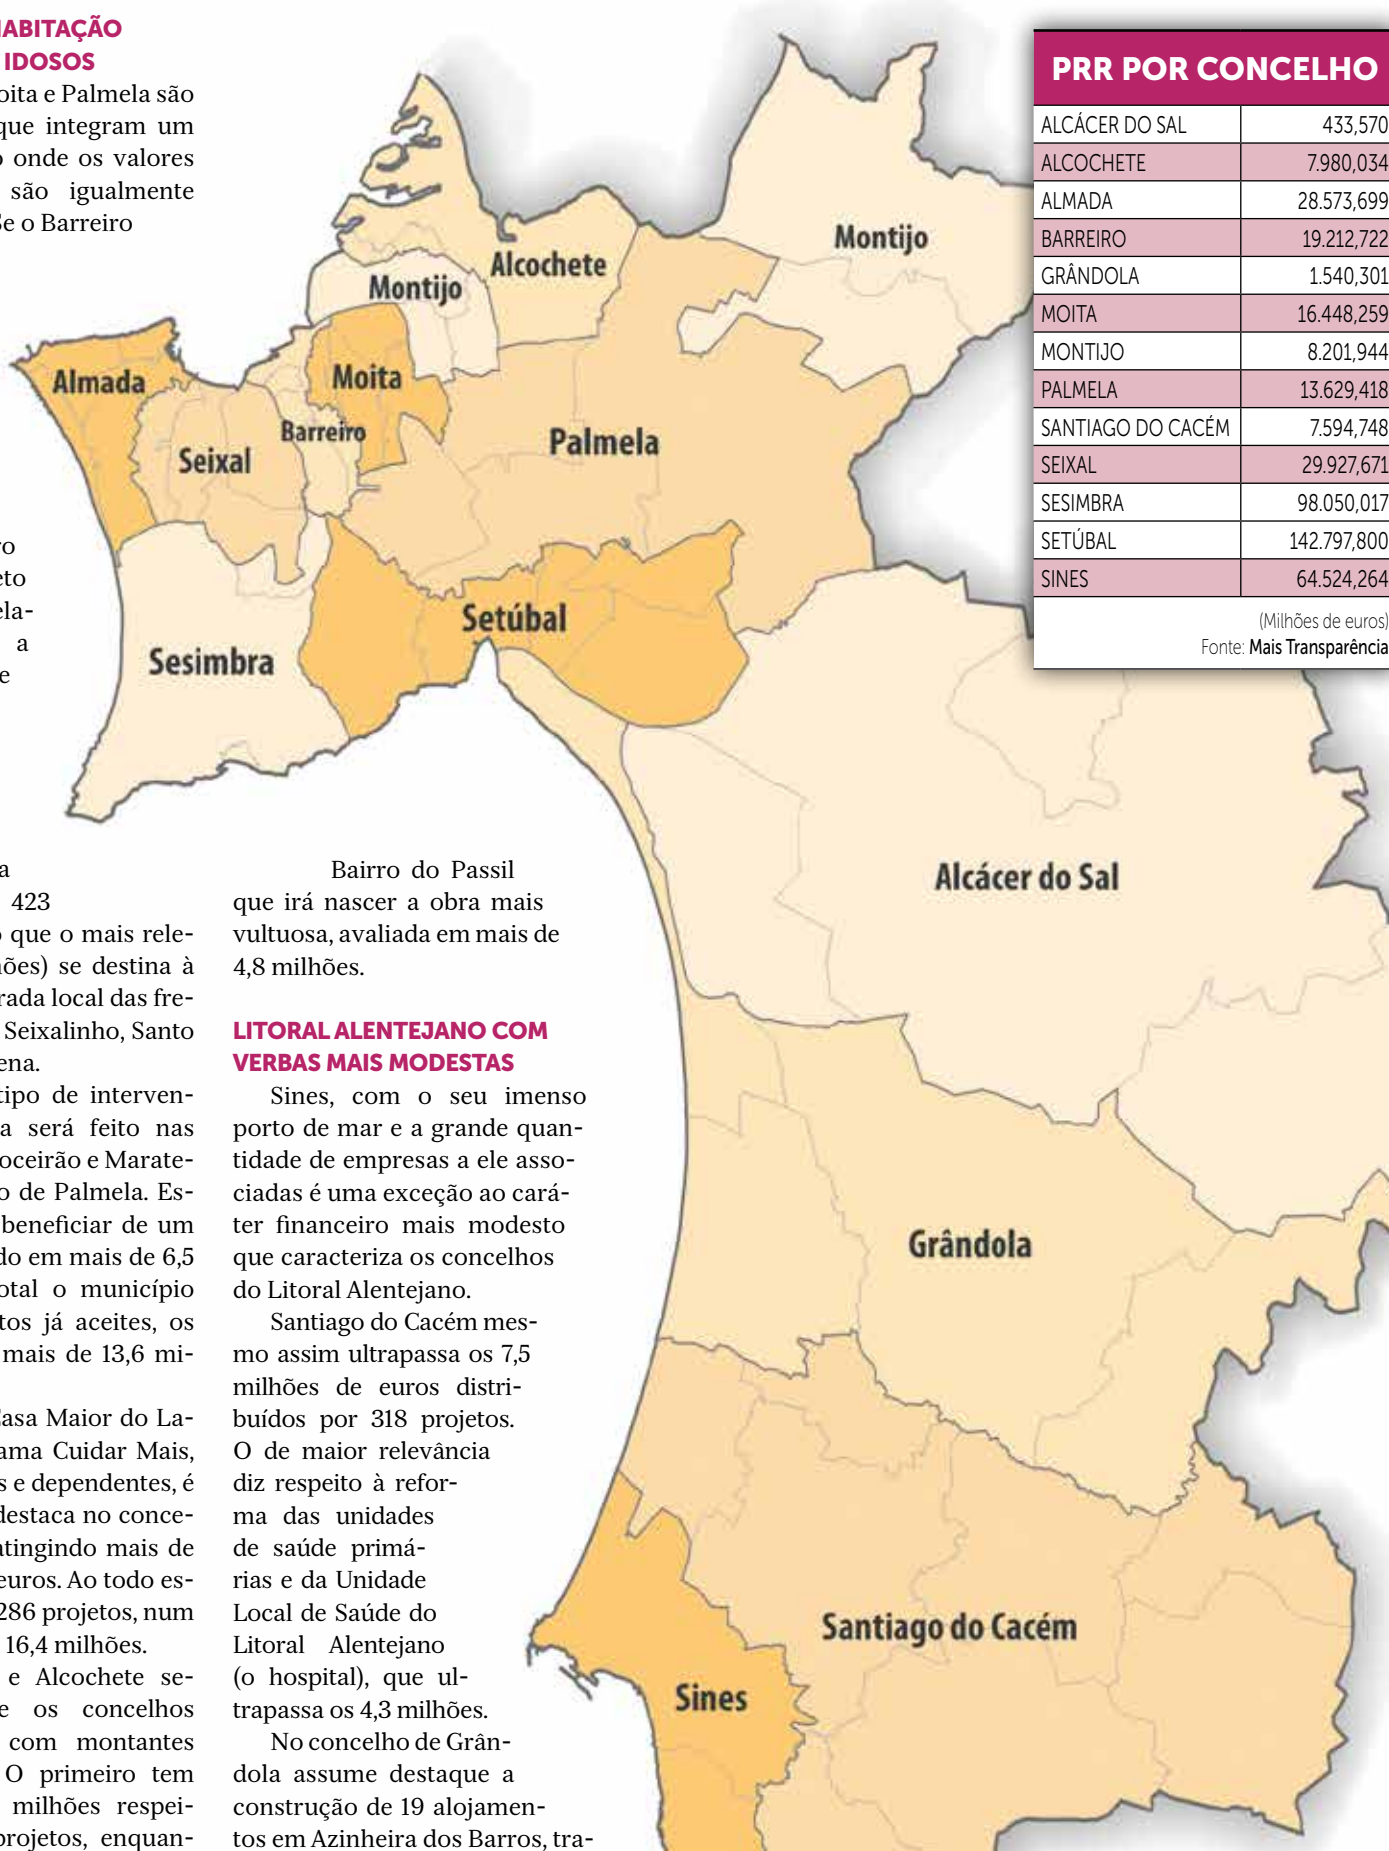 HABITAÇÃO
IDOSOS
oita e Palmela são
que integram um
o onde os valores
são igualmente
Se o Barreiro
ro
eto
ela-
a
e
a
423
o que o mais rele-
hões) se destina à
rada local das fre-
Seixalinho, Santo
ena.
tipo de interven-
a será feito nas
oceirão e Marate-
o de Palmela. Es-
beneficiar de um
do em mais de 6,5
otal o município
tos já aceites, os
mais de 13,6 mi-
Casa Maior do La-
ama Cuidar Mais,
s e dependentes, é
destaca no conce-
atingindo mais de
euros. Ao todo es-
286 projetos, num
16,4 milhões.
e Alcochete se-
e os concelhos
com montantes
O primeiro tem
milhões respei-
projetos, enquan-
Bairro do Passil
que irá nascer a obra mais
vultuosa, avaliada em mais de
4,8 milhões.
LITORAL ALENTEJANO COM
VERBAS MAIS MODESTAS
Sines, com o seu imenso
porto de mar e a grande quan-
tidade de empresas a ele asso-
ciadas é uma exceção ao cará-
ter financeiro mais modesto
que caracteriza os concelhos
do Litoral Alentejano.
Santiago do Cacém mes-
mo assim ultrapassa os 7,5
milhões de euros distri-
buídos por 318 projetos.
O de maior relevância
diz respeito à refor-
ma das unidades
de saúde primá-
rias e da Unidade
Local de Saúde do
Litoral Alentejano
(o hospital), que ul-
trapassa os 4,3 milhões.
No concelho de Grân-
dola assume destaque a
construção de 19 alojamen-
tos em Azinheira dos Barros, tra-
Montijo
Alcochete
Montijo
Almada
Moita
Barreiro
Seixal
Palmela
Setúbal
Sesimbra
Alcácer do Sal
Grândola
Santiago do Cacém
Sines
PRR POR CONCELHO
ALCÁCER DO SAL 433,570
ALCOCHETE 7.980,034
ALMADA 28.573,699
BARREIRO 19.212,722
GRÂNDOLA 1.540,301
MOITA 16.448,259
MONTIJO 8.201,944
PALMELA 13.629,418
SANTIAGO DO CACÉM 7.594,748
SEIXAL 29.927,671
SESIMBRA 98.050,017
SETÚBAL 142.797,800
SINES 64.524,264
(Milhões de euros)
Fonte: Mais Transparência